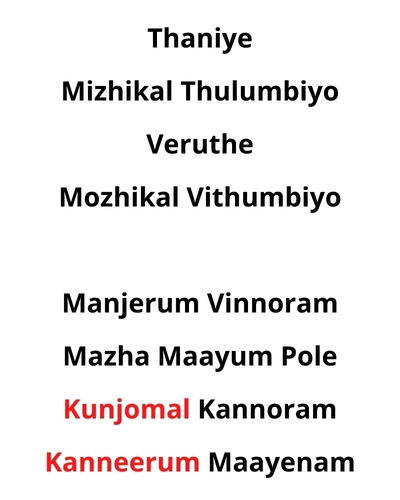 Thaniye
Mizhikal Thulumbiyo
Veruthe
Mozhikal Vithumbiyo
Manjerum Vinnoram
Mazha Maayum Pole
Kunjomal Kannoram
Kanneerum Maayenam